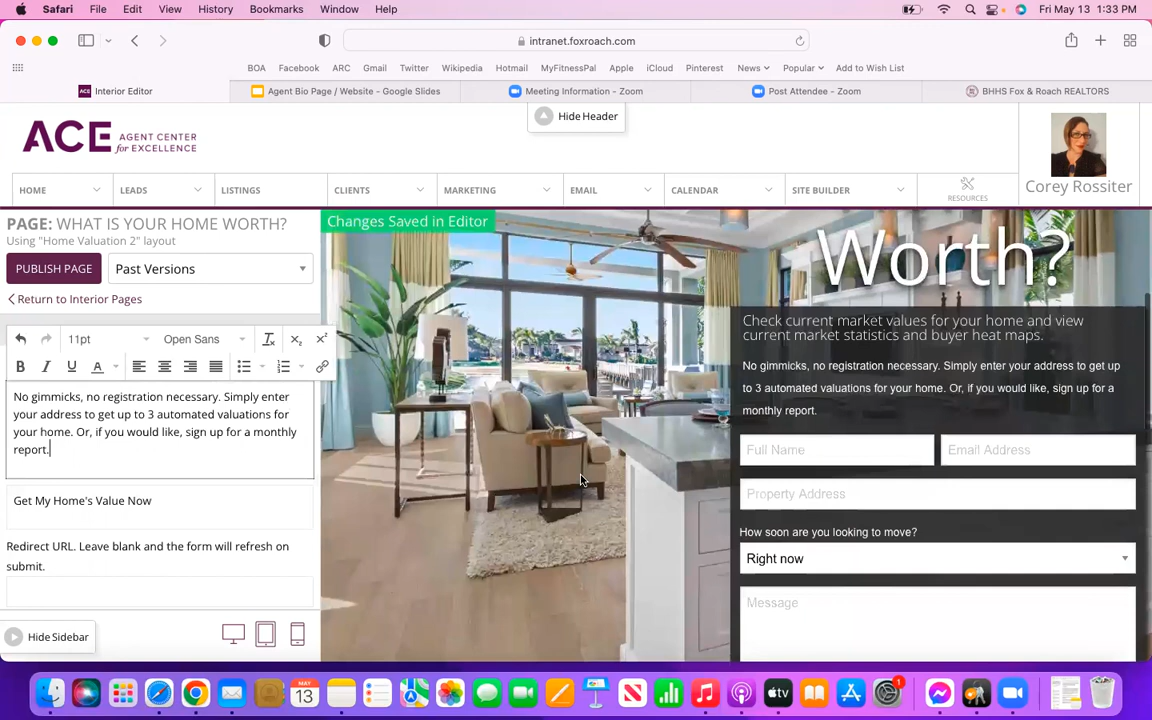 Safari File Edit View History Bookmarks Window Help Fri May 13 1:33 PM
intranet.foxroach.com
BOA Facebook ARC Gmail Twitter Wikipedia Hotmail MyFitnessPal Apple iCloud Pinterest News Popular Add to Wish List
ACE Interior Editor Agent Bio Page / Website - Google Slides Meeting Information - Zoom Post Attendee - Zoom BHHS Fox & Roach REALTORS
Hide Header
ACE AGENT CENTER for EXCELLENCE
Corey Rossiter
HOME LEADS LISTINGS CLIENTS MARKETING EMAIL CALENDAR SITE BUILDER RESOURCES
PAGE: WHAT IS YOUR HOME WORTH?
Using "Home Valuation 2" layout
PUBLISH PAGE Past Versions
Return to Interior Pages
11pt Open Sans
B I U A
No gimmicks, no registration necessary. Simply enter
your address to get up to 3 automated valuations for
your home. Or, if you would like, sign up for a monthly
report.
Get My Home's Value Now
Redirect URL. Leave blank and the form will refresh on
submit.
Hide Sidebar
Changes Saved in Editor
Worth?
Check current market values for your home and view
current market statistics and buyer heat maps.
No gimmicks, no registration necessary. Simply enter your address to get up
to 3 automated valuations for your home. Or, if you would like, sign up for a
monthly report.
Full Name Email Address
Property Address
How soon are you looking to move?
Right now
Message
MAY 13 tv 1